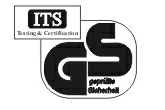 ITS
Testing & Certification
GS
geprüfte
Sicherheit